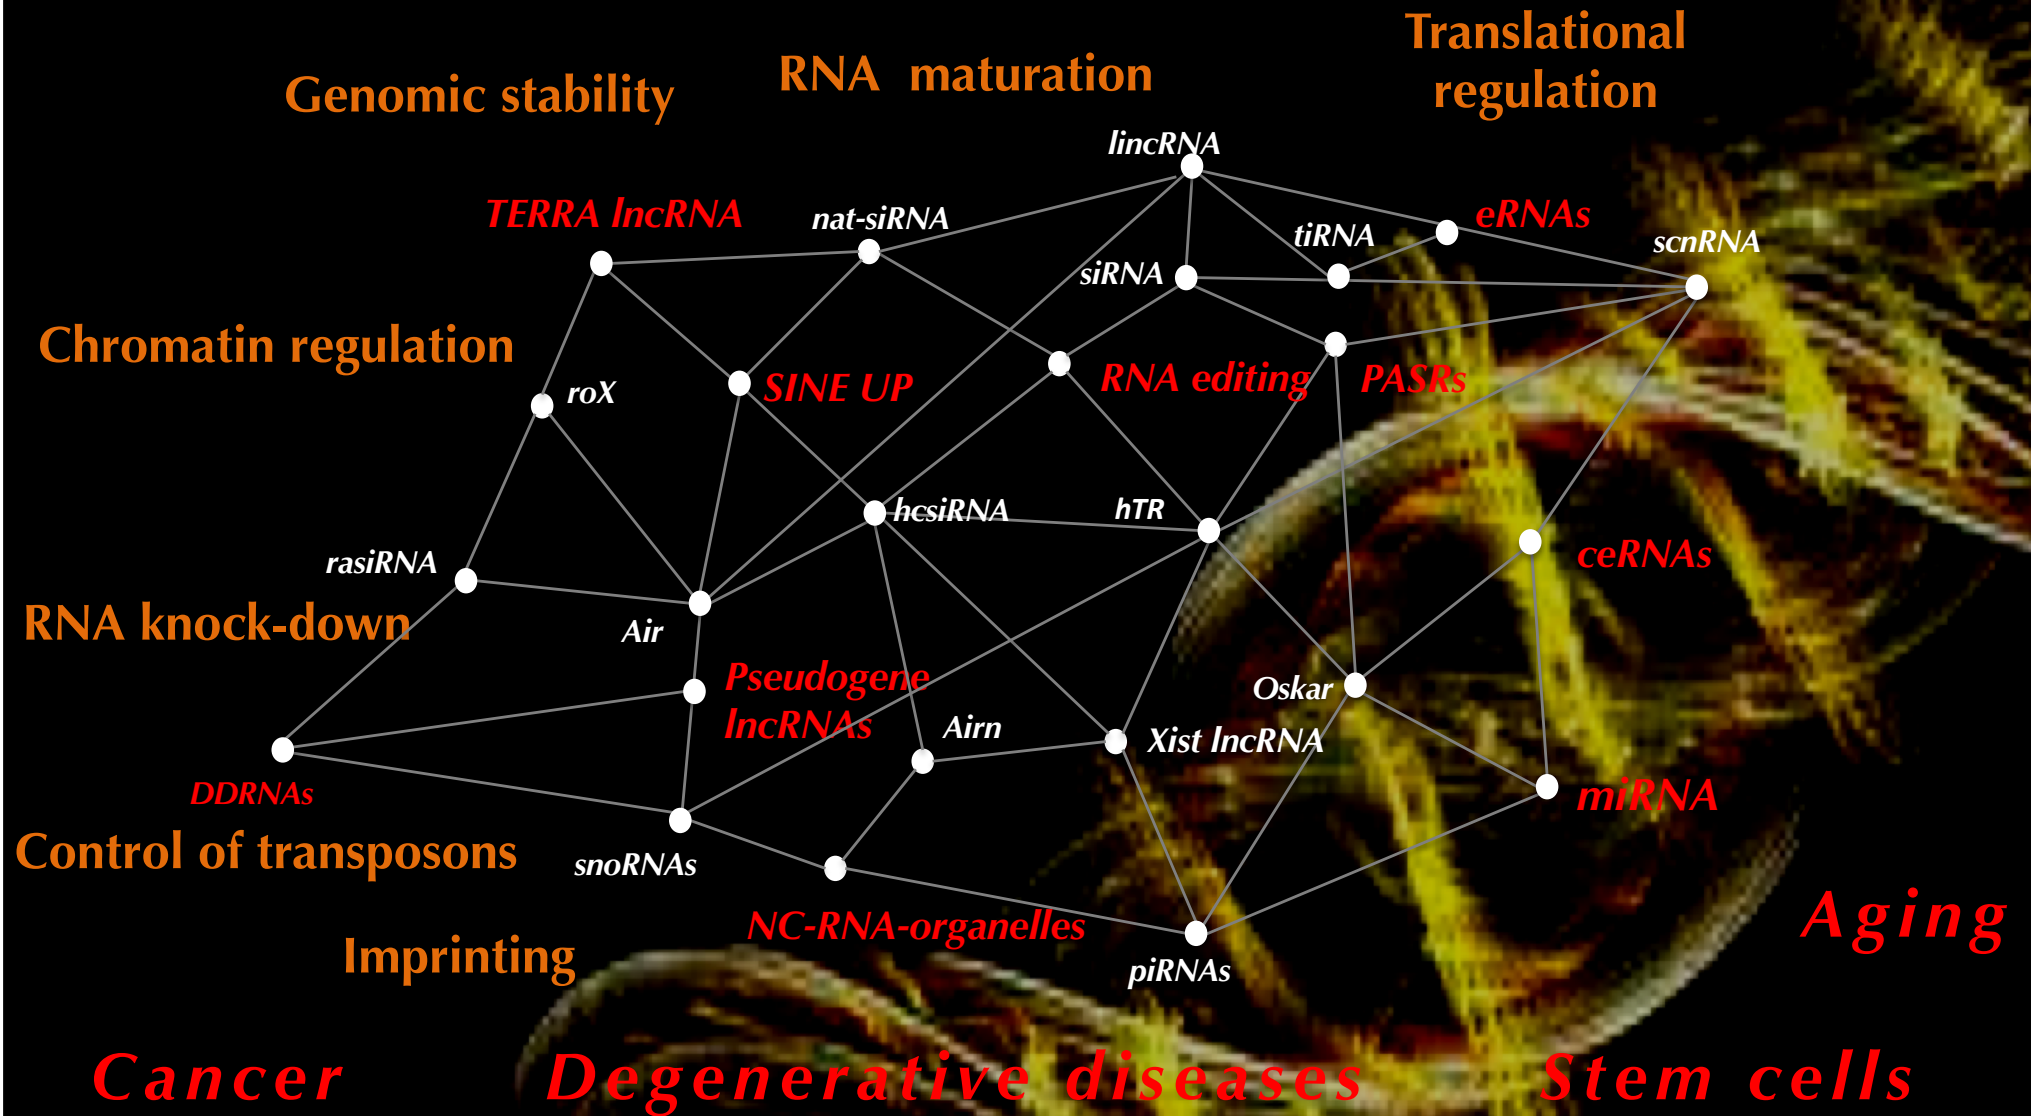 Translational
regulation
RNA maturation
Genomic stability
lincRNA
TERRA lncRNA
nat-siRNA
eRNAs
tiRNA
scnRNA
siRNA
Chromatin regulation
roX
SINE UP
RNA editing
PASRs
hcsiRNA
hTR
rasiRNA
ceRNAs
RNA knock-down
Air
Pseudogene
lncRNAs
Oskar
Airn
Xist lncRNA
DDRNAs
miRNA
Control of transposons
snoRNAs
NC-RNA-organelles
Aging
Imprinting
piRNAs
Cancer
Degenerative diseases
Stem cells